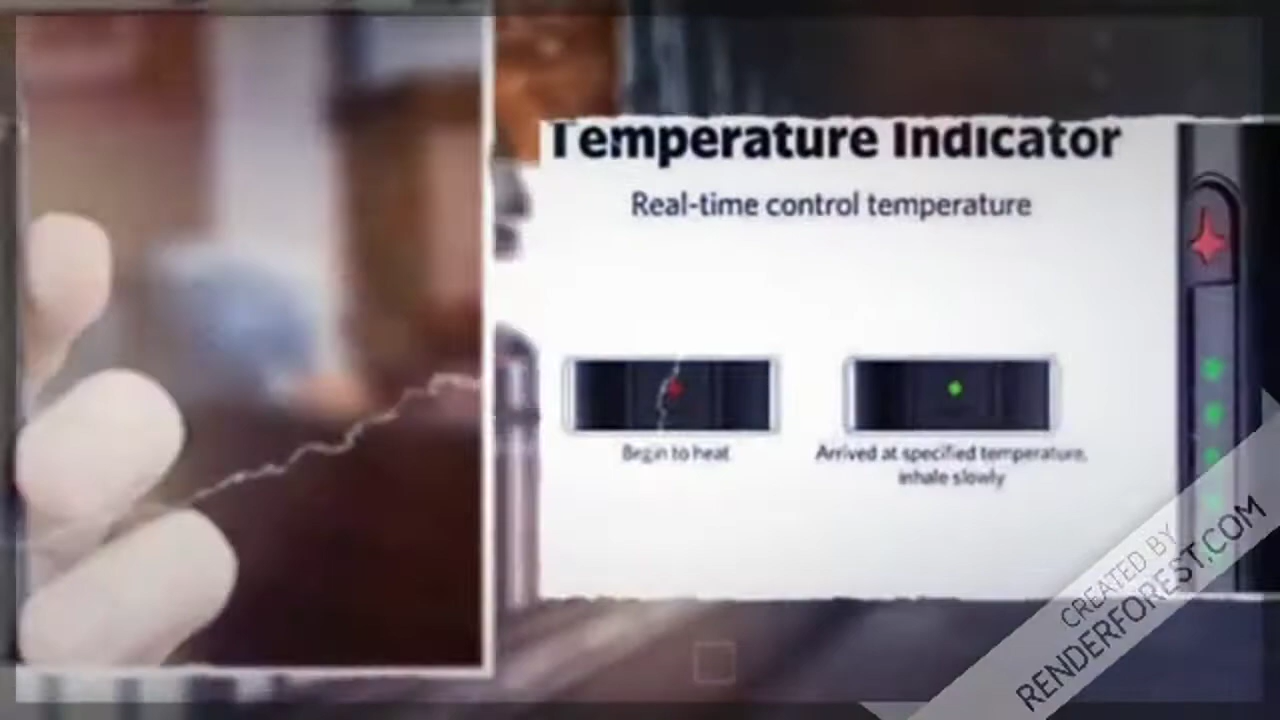 Temperature Indicator
Real-time control temperature
Begin to heat
Arrived at specified temperature,
inhale slowly
CREATED BY
RENDERFOREST.COM